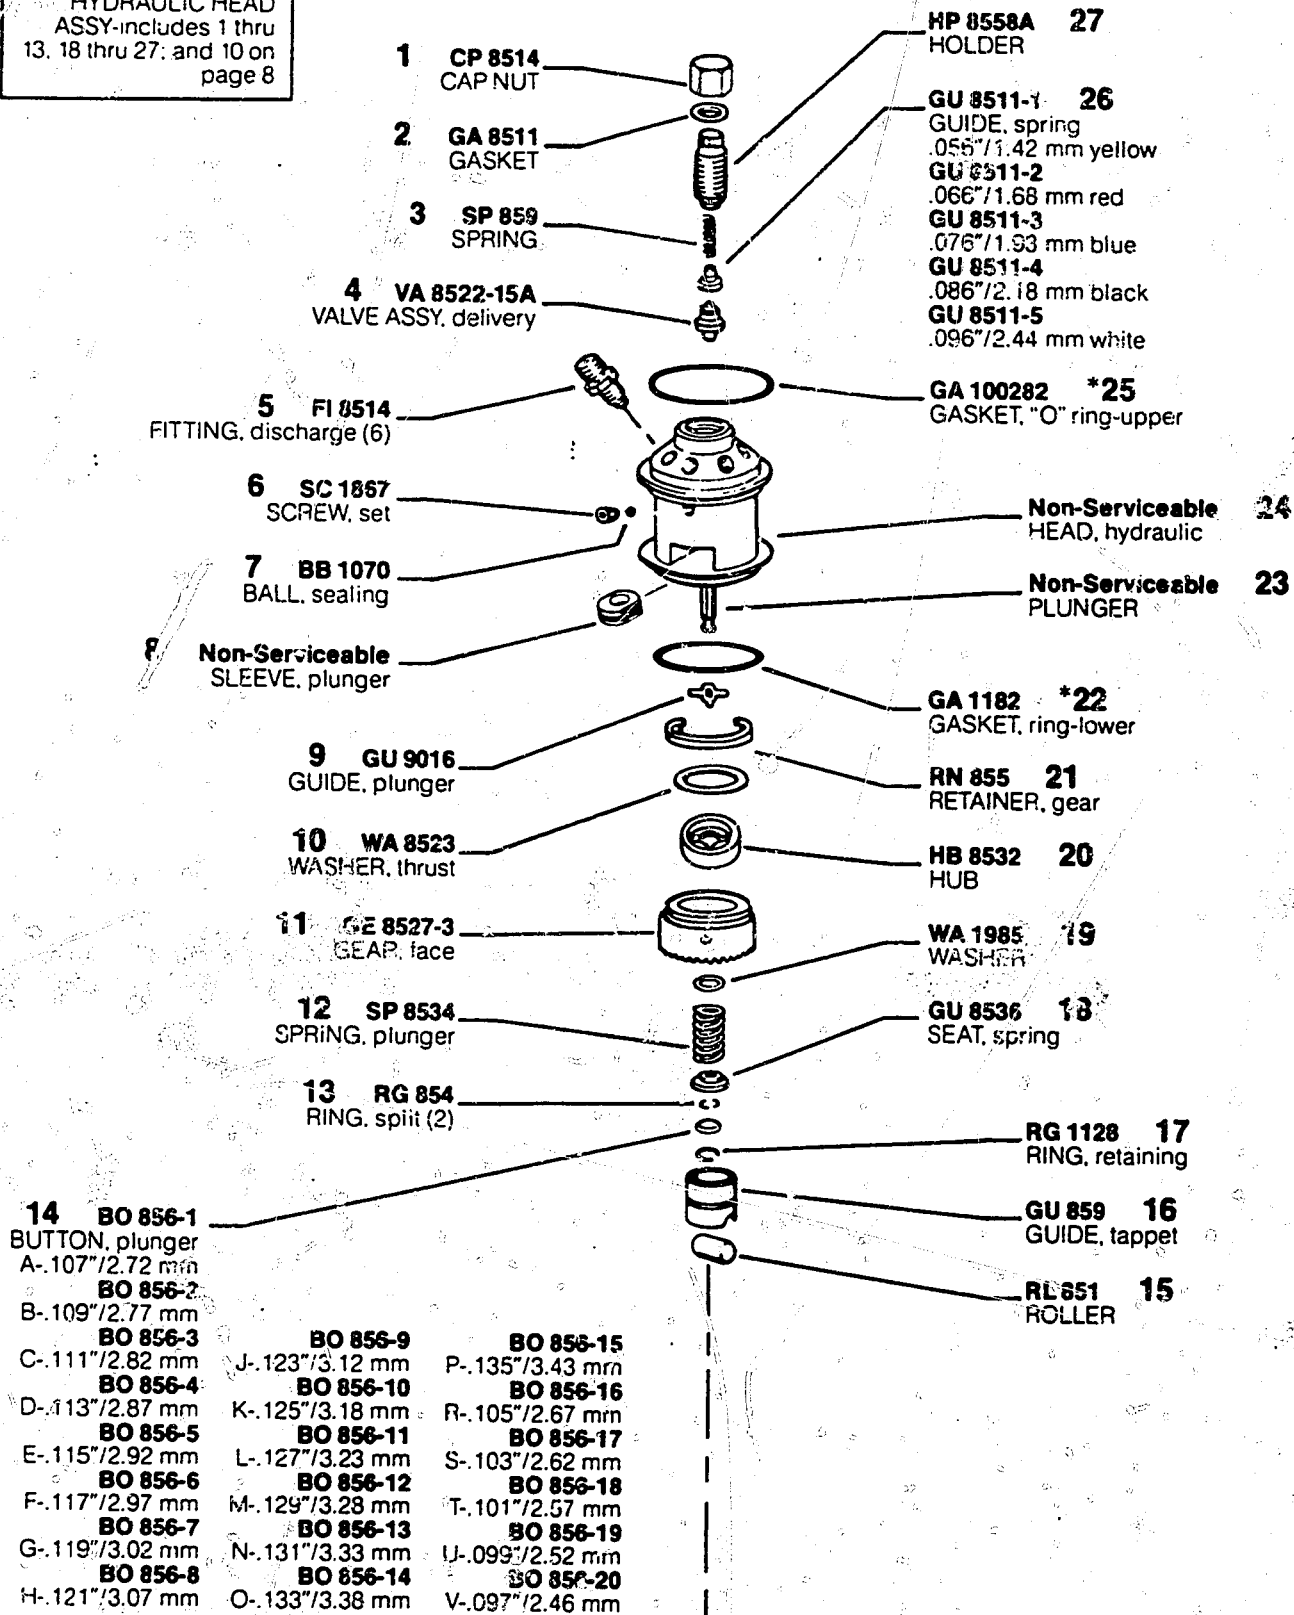 HYDRAULIC HEAD
ASSY-includes 1 thru
13, 18 thru 27; and 10 on
page 8
1 CP 8514
CAP NUT
2 GA 8511
GASKET
3 SP 859
SPRING
4 VA 8522-15A
VALVE ASSY, delivery
5 FI 8514
FITTING, discharge (6)
6 SC 1867
SCREW, set
7 BB 1070
BALL, sealing
8 Non-Serviceable
SLEEVE, plunger
9 GU 9016
GUIDE, plunger
10 WA 8523
WASHER, thrust
11 GE 8527-3
GEAR, face
12 SP 8534
SPRING, plunger
13 RG 854
RING, split (2)
14 BO 856-1
BUTTON, plunger
A-.107"/2.72 mm
BO 856-2
B-.109"/2.77 mm
BO 856-3
C-.111"/2.82 mm
BO 856-4
D-.113"/2.87 mm
BO 856-5
E-.115"/2.92 mm
BO 856-6
F-.117"/2.97 mm
BO 856-7
G-.119"/3.02 mm
BO 856-8
H-.121"/3.07 mm
BO 856-9
J-.123"/3.12 mm
BO 856-10
K-.125"/3.18 mm
BO 856-11
L-.127"/3.23 mm
BO 856-12
M-.129"/3.28 mm
BO 856-13
N-.131"/3.33 mm
BO 856-14
O-.133"/3.38 mm
BO 856-15
P-.135"/3.43 mm
BO 856-16
R-.105"/2.67 mm
BO 856-17
S-.103"/2.62 mm
BO 856-18
T-.101"/2.57 mm
BO 856-19
U-.099"/2.52 mm
BO 856-20
V-.097"/2.46 mm
HP 8558A 27
HOLDER
GU 8511-1 26
GUIDE, spring
.056"/1.42 mm yellow
GU 8511-2
.066"/1.68 mm red
GU 8511-3
.076"/1.93 mm blue
GU 8511-4
.086"/2.18 mm black
GU 8511-5
.096"/2.44 mm white
GA 100282 *25
GASKET, "O" ring-upper
Non-Serviceable 24
HEAD, hydraulic
Non-Serviceable 23
PLUNGER
GA 1182 *22
GASKET, ring-lower
RN 855 21
RETAINER, gear
HB 8532 20
HUB
WA 1985 19
WASHER
GU 8536 18
SEAT, spring
RG 1128 17
RING, retaining
GU 859 16
GUIDE, tappet
RL 851 15
ROLLER